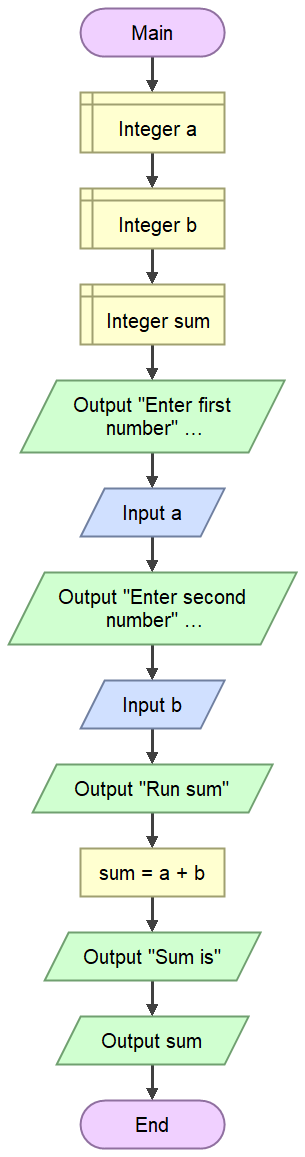 Main
Integer a
Integer b
Integer sum
Output "Enter first
number" ...
Input a
Output "Enter second
number" ...
Input b
Output "Run sum"
sum = a + b
Output "Sum is"
Output sum
End